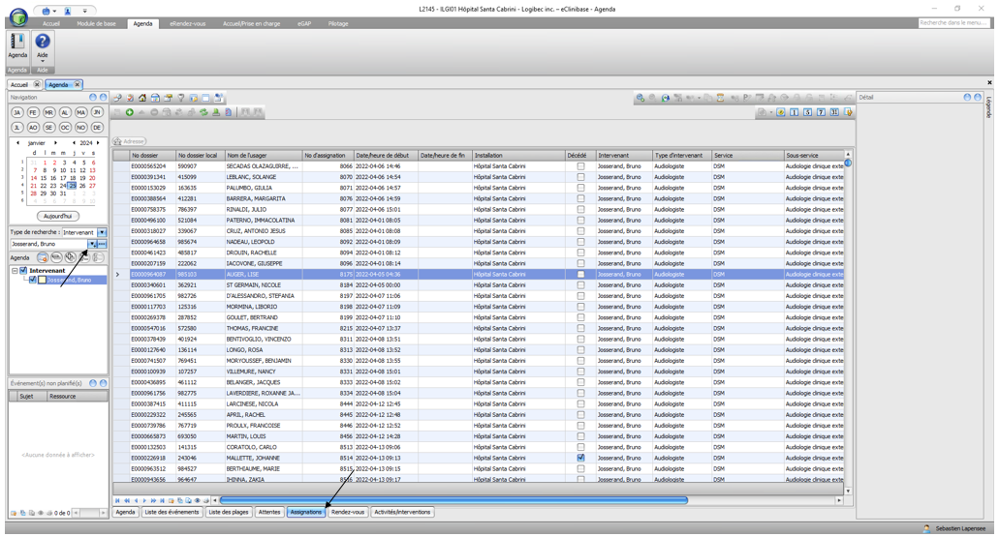 L2145 - ILGI01 Hôpital Santa Cabrini - Logibec inc. – eClinibase - Agenda
Accueil Module de base Agenda eRendez-vous Accueil/Prise en charge eGAP Pilotage
Recherche dans le menu...
Agenda Aide
Agenda Aide
Accueil Agenda
Navigation
Détail
Légende
JA FE MR AL MA JN
JL AO SE OC NO DE
janvier 2024
d l m m j v s
1 31 1 2 3 4 5 6
2 7 8 9 10 11 12 13
3 14 15 16 17 18 19 20
4 21 22 23 24 25 26 27
5 28 29 30 31 1 2 3
6 4 5 6 7 8 9 10
Aujourd'hui
Type de recherche : Intervenant
Josserand, Bruno
Agenda
Intervenant
Josserand, Bruno
Événement(s) non planifié(s)
Sujet Ressource
<Aucune donnée à afficher>
0 de 0
Adresse
No dossier No dossier local Nom de l'usager No d'assignation Date/heure de début Date/heure de fin Installation Décédé Intervenant Type d'intervenant Service Sous-service
E0000565204 590907 SECADAS OLAZAGUIRRE, ... 8066 2022-04-06 14:46 Hôpital Santa Cabrini Josserand, Bruno Audiologiste DSM Audiologie clinique exte
E0000391341 415099 LEBLANC, SOLANGE 8070 2022-04-06 14:54 Hôpital Santa Cabrini Josserand, Bruno Audiologiste DSM Audiologie clinique exte
E0000153029 163635 PALUMBO, GIULIA 8071 2022-04-06 14:57 Hôpital Santa Cabrini Josserand, Bruno Audiologiste DSM Audiologie clinique exte
E0000388564 412281 BARRERA, MARGARITA 8076 2022-04-06 14:59 Hôpital Santa Cabrini Josserand, Bruno Audiologiste DSM Audiologie clinique exte
E0000758375 786397 RINALDI, JULIO 8077 2022-04-06 15:01 Hôpital Santa Cabrini Josserand, Bruno Audiologiste DSM Audiologie clinique exte
E0000496100 521084 PATERNO, IMMACOLATINA 8081 2022-04-01 08:05 Hôpital Santa Cabrini Josserand, Bruno Audiologiste DSM Audiologie clinique exte
E0000318027 339067 CRUZ, ANTONIO JESUS 8085 2022-04-01 08:08 Hôpital Santa Cabrini Josserand, Bruno Audiologiste DSM Audiologie clinique exte
E0000964658 985674 NADEAU, LEOPOLD 8092 2022-04-01 08:09 Hôpital Santa Cabrini Josserand, Bruno Audiologiste DSM Audiologie clinique exte
E0000461423 485817 DROUIN, RACHELLE 8094 2022-04-01 08:12 Hôpital Santa Cabrini Josserand, Bruno Audiologiste DSM Audiologie clinique exte
E0000207159 222062 IACOVONE, GIUSEPPE 8096 2022-04-01 08:14 Hôpital Santa Cabrini Josserand, Bruno Audiologiste DSM Audiologie clinique exte
E0000964087 985103 AUGER, LISE 8175 2022-04-05 04:36 Hôpital Santa Cabrini Josserand, Bruno Audiologiste DSM Audiologie clinique exte
E0000340601 362921 ST GERMAIN, NICOLE 8184 2022-04-05 00:00 Hôpital Santa Cabrini Josserand, Bruno Audiologiste DSM Audiologie clinique exte
E0000961705 982726 D'ALESSANDRO, STEFANIA 8197 2022-04-07 11:06 Hôpital Santa Cabrini Josserand, Bruno Audiologiste DSM Audiologie clinique exte
E0000117703 125316 MORMINA, LIBORIO 8198 2022-04-07 11:09 Hôpital Santa Cabrini Josserand, Bruno Audiologiste DSM Audiologie clinique exte
E0000269378 287852 GOULET, BERTRAND 8199 2022-04-07 11:10 Hôpital Santa Cabrini Josserand, Bruno Audiologiste DSM Audiologie clinique exte
E0000547016 572580 THOMAS, FRANCINE 8215 2022-04-07 13:37 Hôpital Santa Cabrini Josserand, Bruno Audiologiste DSM Audiologie clinique exte
E0000378439 401924 BENTIVOGLIO, VINCENZO 8311 2022-04-08 13:51 Hôpital Santa Cabrini Josserand, Bruno Audiologiste DSM Audiologie clinique exte
E0000127640 136114 LONGO, ROSA 8313 2022-04-08 13:52 Hôpital Santa Cabrini Josserand, Bruno Audiologiste DSM Audiologie clinique exte
E0000741507 769451 MORYOUSSEF, BENJAMIN 8330 2022-04-08 13:55 Hôpital Santa Cabrini Josserand, Bruno Audiologiste DSM Audiologie clinique exte
E0000100939 107257 VILLEMURE, NANCY 8331 2022-04-08 15:01 Hôpital Santa Cabrini Josserand, Bruno Audiologiste DSM Audiologie clinique exte
E0000436895 461112 BELANGER, JACQUES 8333 2022-04-08 15:02 Hôpital Santa Cabrini Josserand, Bruno Audiologiste DSM Audiologie clinique exte
E0000961756 982775 LAVERDIERE, ROXANNE JA... 8334 2022-04-08 15:04 Hôpital Santa Cabrini Josserand, Bruno Audiologiste DSM Audiologie clinique exte
E0000387415 411115 LARCINESE, NICOLA 8444 2022-04-12 12:45 Hôpital Santa Cabrini Josserand, Bruno Audiologiste DSM Audiologie clinique exte
E0000229322 245565 APRIL, RACHEL 8445 2022-04-12 12:48 Hôpital Santa Cabrini Josserand, Bruno Audiologiste DSM Audiologie clinique exte
E0000739786 767719 PROULX, FRANCOISE 8446 2022-04-12 12:52 Hôpital Santa Cabrini Josserand, Bruno Audiologiste DSM Audiologie clinique exte
E0000665873 693050 MARTIN, LOUIS 8456 2022-04-12 14:28 Hôpital Santa Cabrini Josserand, Bruno Audiologiste DSM Audiologie clinique exte
E0000132503 141315 CORATOLO, CARLO 8513 2022-04-13 09:06 Hôpital Santa Cabrini Josserand, Bruno Audiologiste DSM Audiologie clinique exte
E0000226918 243046 MALLETTE, JOHANNE 8514 2022-04-13 09:13 Hôpital Santa Cabrini Josserand, Bruno Audiologiste DSM Audiologie clinique exte
E0000963512 984527 BERTHIAUME, MARIE 8515 2022-04-13 09:15 Hôpital Santa Cabrini Josserand, Bruno Audiologiste DSM Audiologie clinique exte
E0000943656 964647 IHINNA, ZAKIA 8516 2022-04-13 09:17 Hôpital Santa Cabrini Josserand, Bruno Audiologiste DSM Audiologie clinique exte
Agenda Liste des événements Liste des plages Attentes Assignations Rendez-vous Activités/Interventions
Sebastien Lapensee